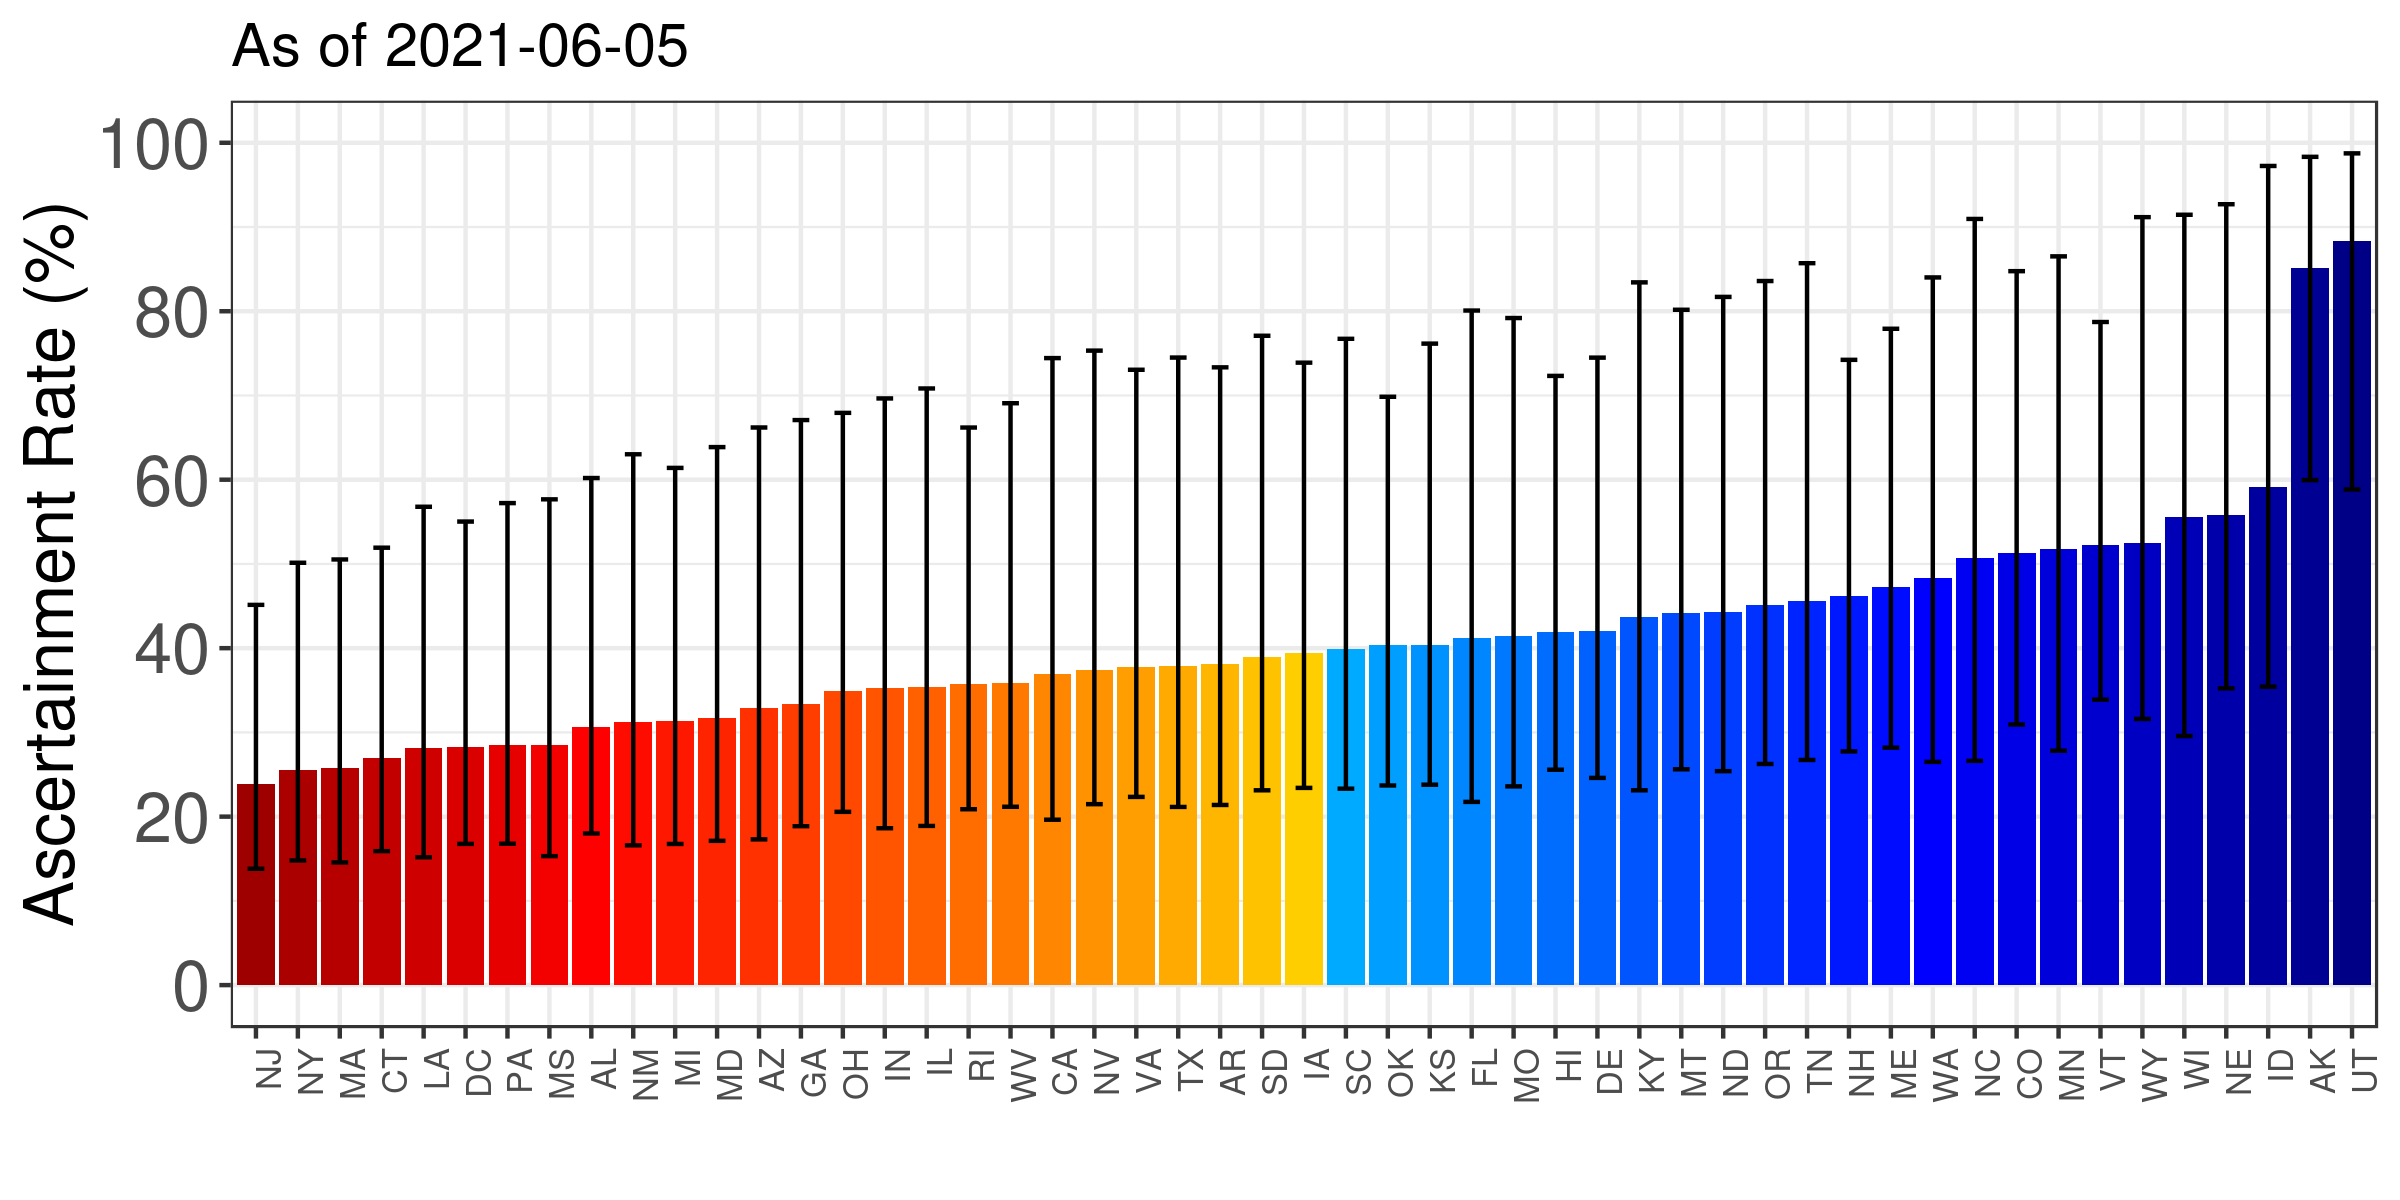 As of 2021-06-05
Ascertainment Rate (%)
100
80
60
40
20
0
NJ NY MA CT LA DC PA MS AL NM MI MD AZ GA OH IN IL RI WV CA NV VA TX AR SD IA SC OK KS FL MO HI DE KY MT ND OR TN NH ME WA NC CO MN VT WY WI NE ID AK UT